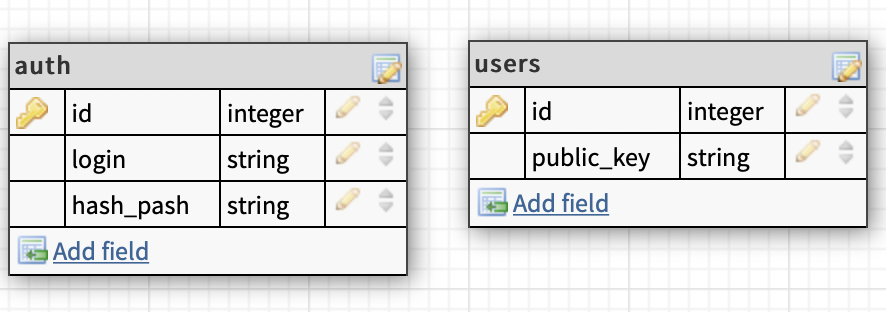 auth
id integer
login string
hash_pash string
Add field
users
id integer
public_key string
Add field